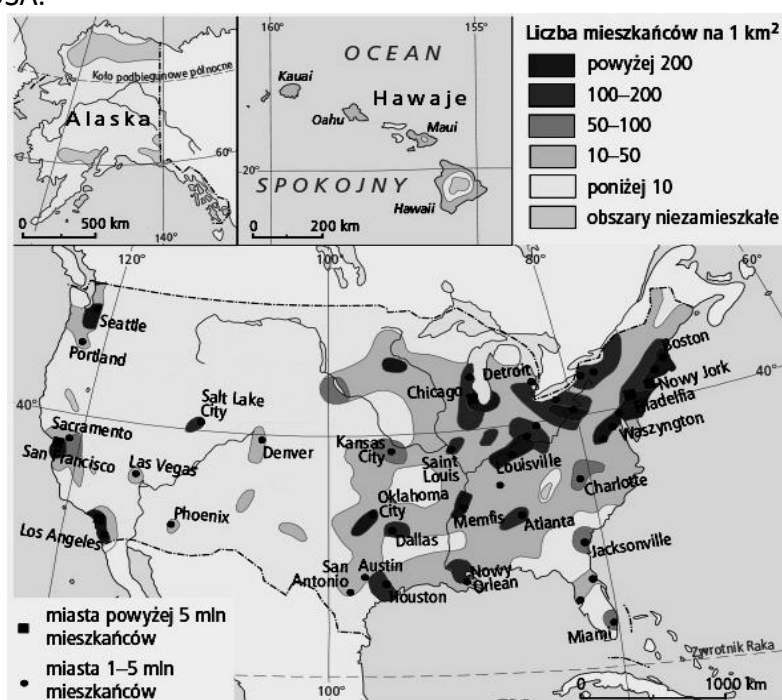 USA.
160°
155°
OCEAN
Koło podbiegunowe północne
Kauai
Hawaje
Alaska
Oahu
Maui
60°
20°
SPOKOJNY
Hawaii
0 500 km
0 200 km
140°
Liczba mieszkańców na 1 km²
powyżej 200
100–200
50–100
10–50
poniżej 10
obszary niezamieszkałe
120°
100°
80°
60°
Seattle
Portland
Boston
Detroit
Nowy Jork
Chicago
40°
40°
Salt Lake
City
Filadelfia
Sacramento
Waszyngton
San Francisco
Kansas
City
Denver
Las Vegas
Saint
Louis
Louisville
Charlotte
Oklahoma
City
Phoenix
Memfis
Atlanta
Los Angeles
Dallas
Jacksonville
San
Antonio
Austin
Nowy
Orlean
Houston
miasta powyżej 5 mln
mieszkańców
Miami
Zwrotnik Raka
miasta 1–5 mln
mieszkańców
100°
80°
0 1000 km